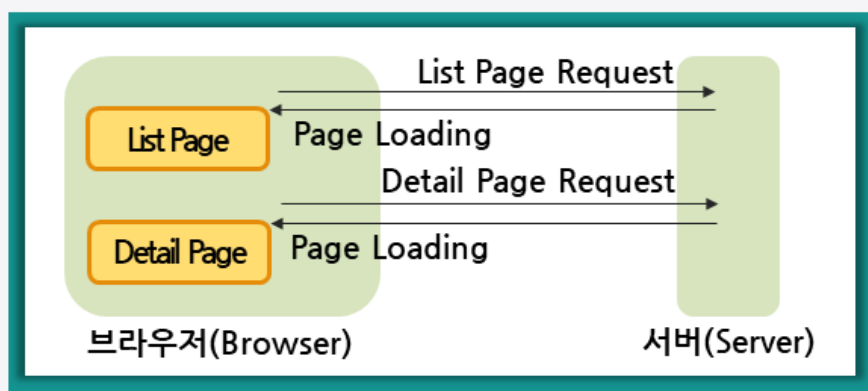 List Page Request
List Page
Page Loading
Detail Page Request
Detail Page
Page Loading
브라우저(Browser)
서버(Server)